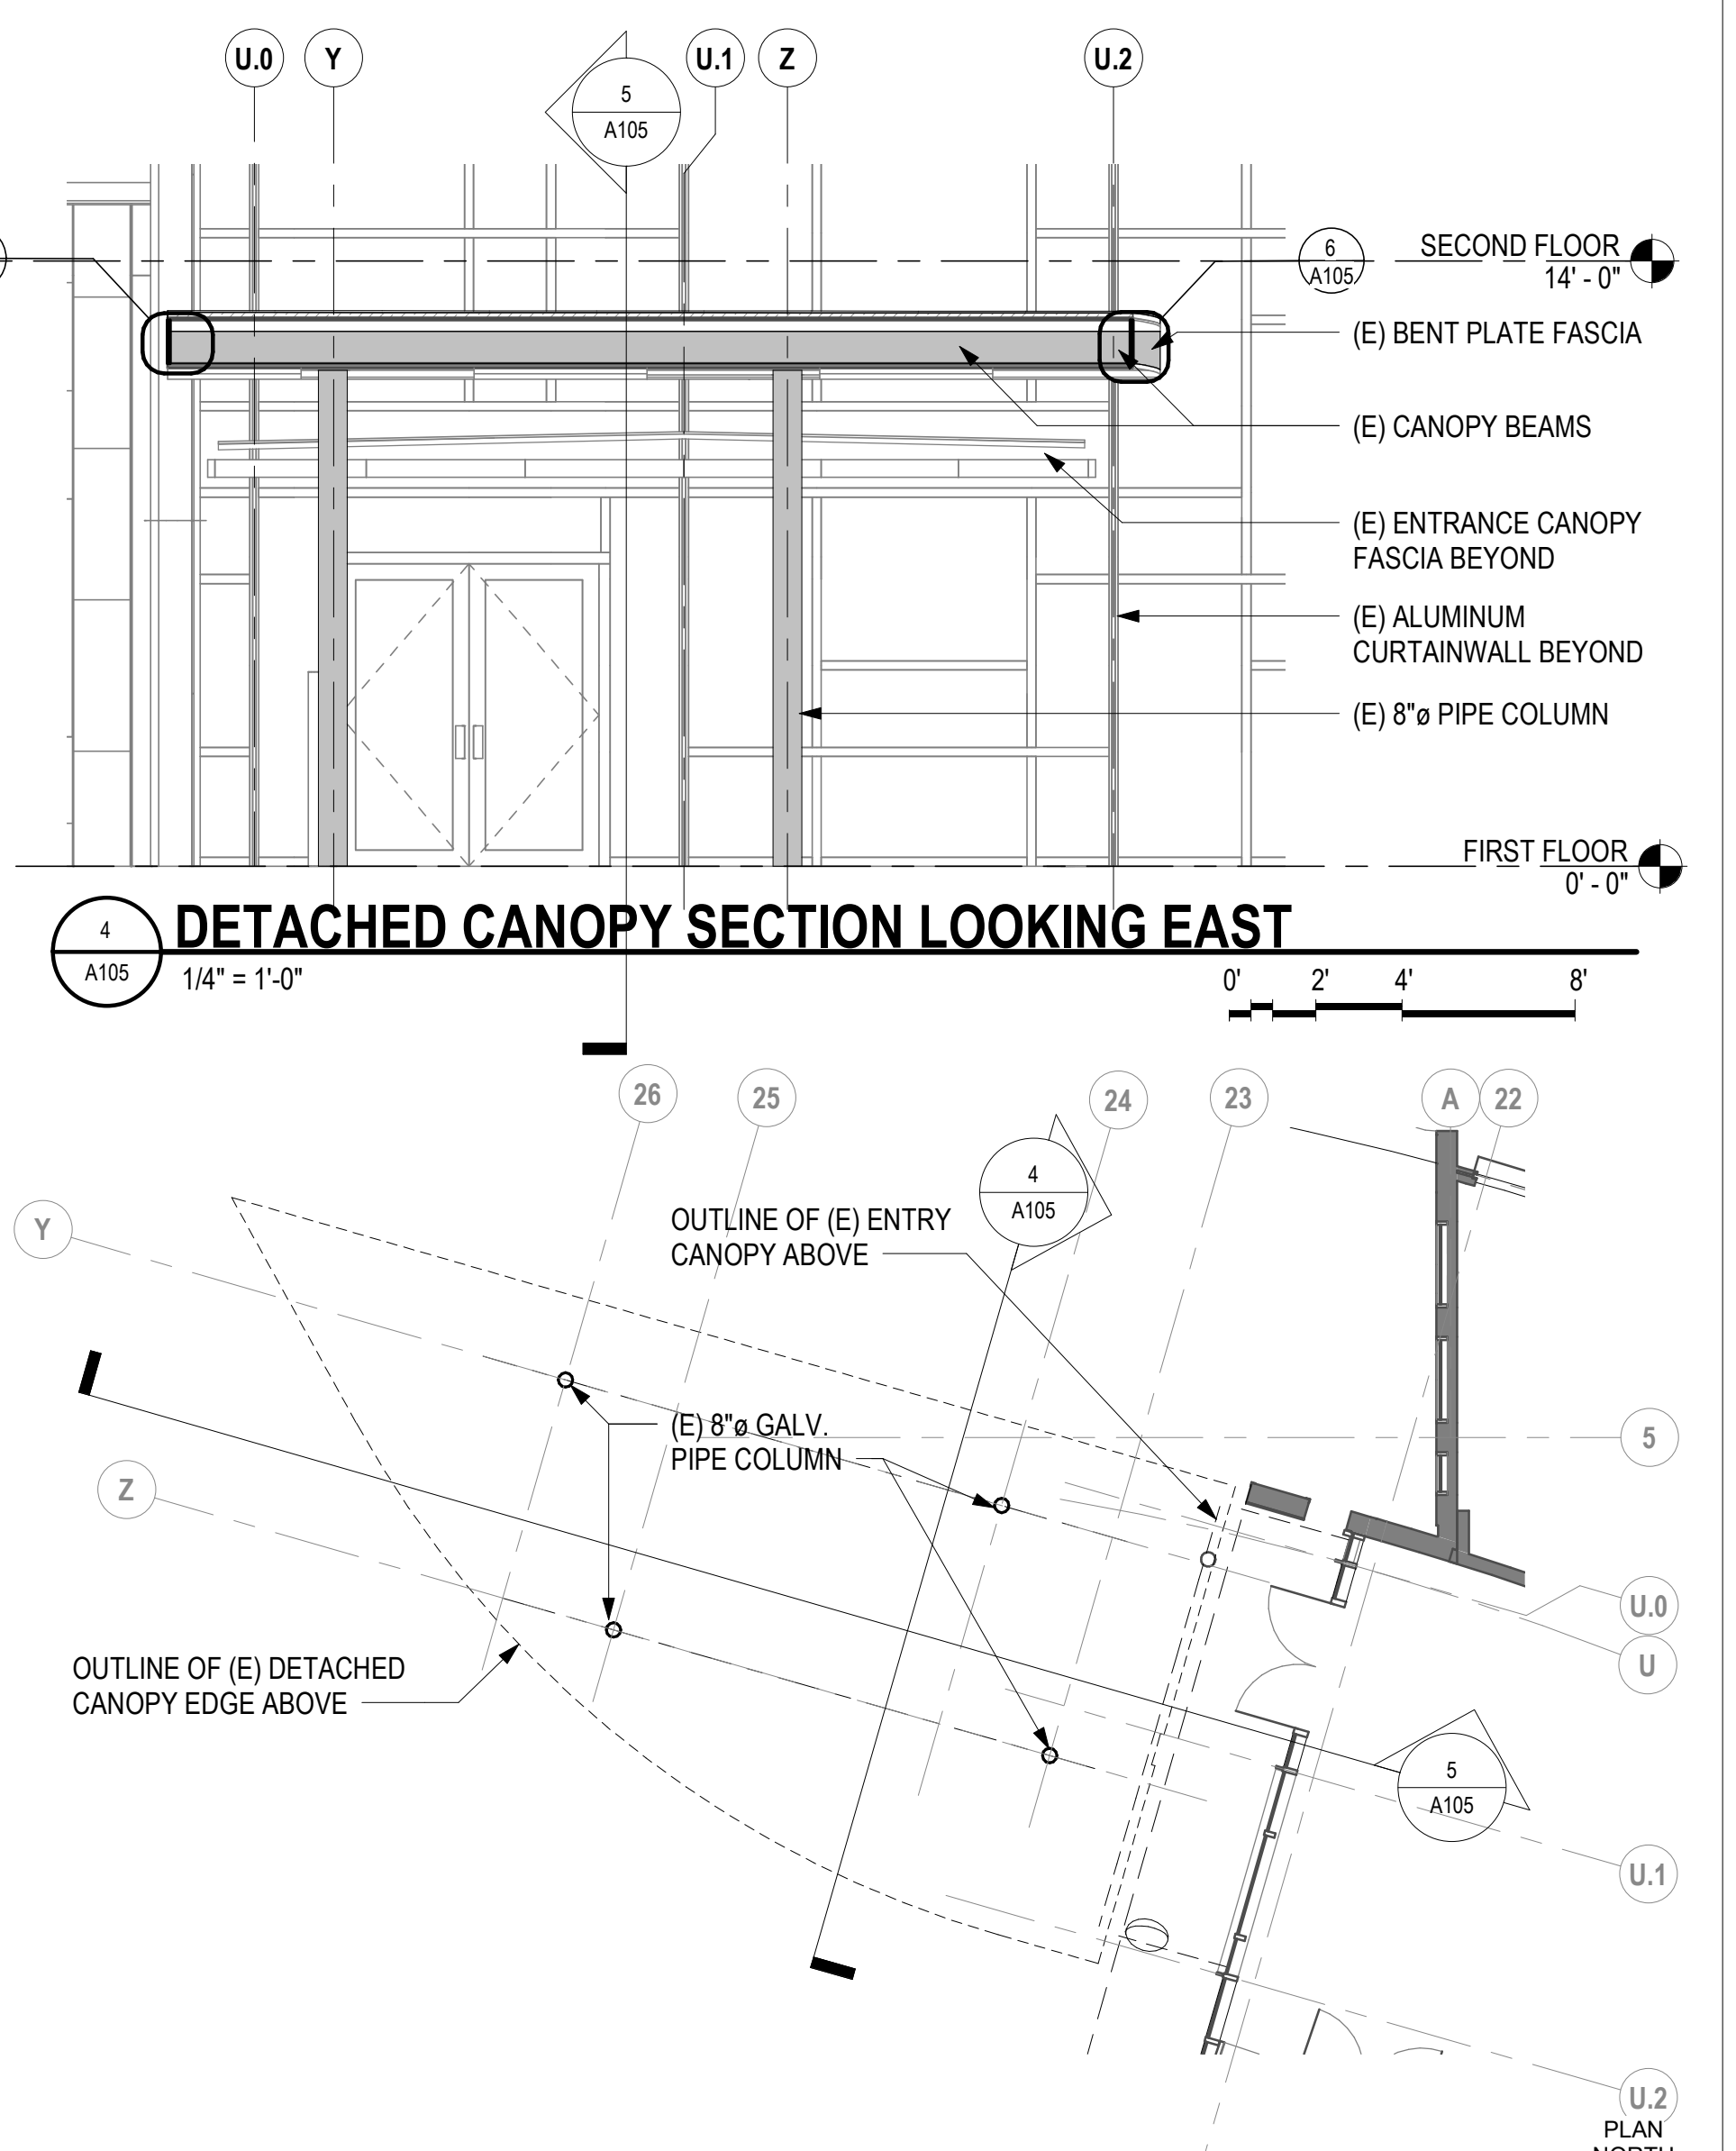 U.0
Y
U.1
Z
U.2
5
A105
6
A105
SECOND FLOOR
14' - 0"
(E) BENT PLATE FASCIA
(E) CANOPY BEAMS
(E) ENTRANCE CANOPY
FASCIA BEYOND
(E) ALUMINUM
CURTAINWALL BEYOND
(E) 8"ø PIPE COLUMN
FIRST FLOOR
0' - 0"
4
A105
DETACHED CANOPY SECTION LOOKING EAST
1/4" = 1'-0"
0' 2' 4' 8'
26
25
24
23
A
22
4
A105
Y
OUTLINE OF (E) ENTRY
CANOPY ABOVE
(E) 8"ø GALV.
PIPE COLUMN
5
Z
U.0
U
OUTLINE OF (E) DETACHED
CANOPY EDGE ABOVE
5
A105
U.1
U.2
PLAN
NORTH